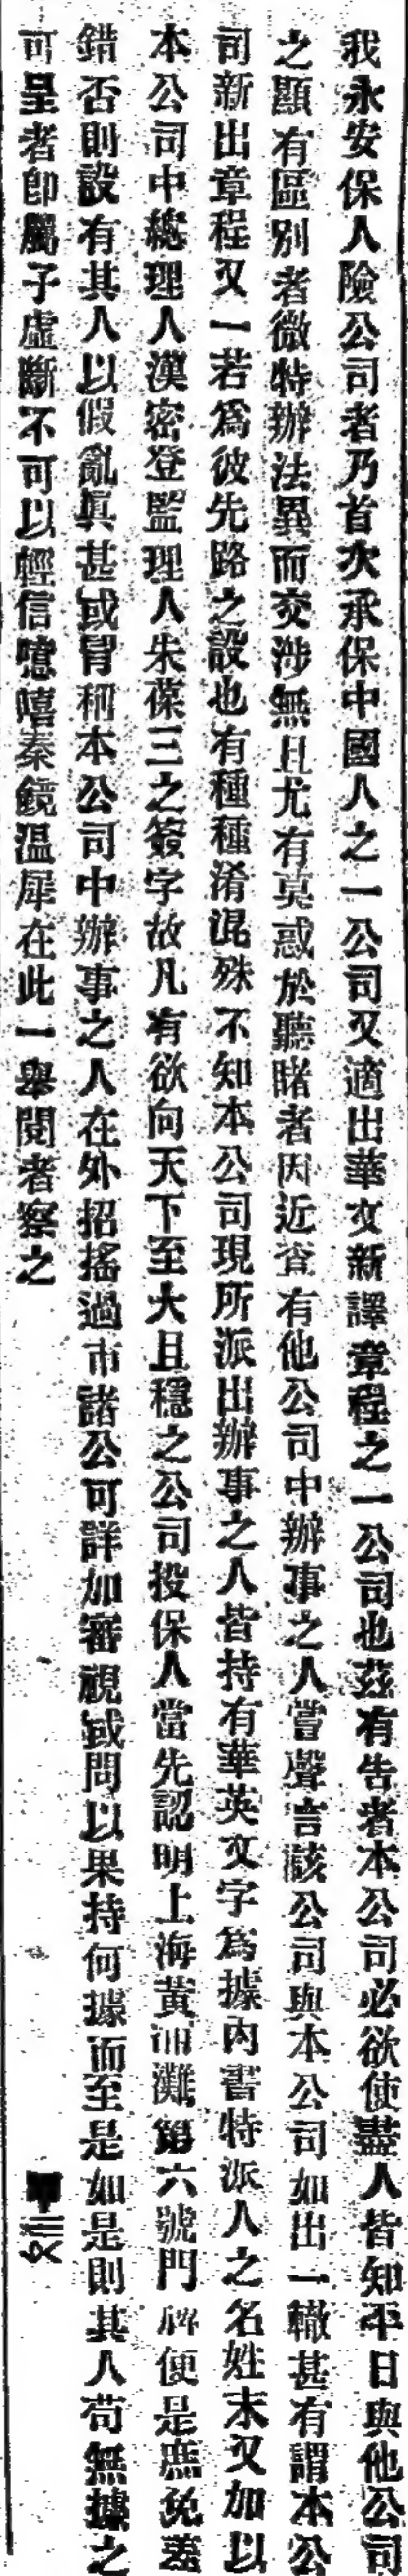 我永安保人險公司者乃首次承保中國人之一公司又適出華文新譯章程之一公司也茲有告者本公司必欲使盡人皆知平日與他公司
之顯有區別者微特辦法異而交涉無且尤有莫惑於聽睹者因近查有他公司中辦事之人嘗聲言該公司與本公司如出一轍甚有謂本公
司新出章程又一若爲彼先路之設也有種種淆混殊不知本公司現所派出辦事之人皆持有華英文字爲據內書特派人之名姓末又加以
本公司中總理人漢密登監理人朱葆三之簽字故凡有欲向天下至大且穩之公司投保人當先認明上海黃浦灘第六號門牌便是庶免差
錯否則設有其人以假亂眞甚或冒稱本公司中辦事之人在外招搖過市諸公可詳加審視或問以果持何據而至是如是則其人苟無據之
可呈者卽屬子虛斷不可以輕信噫嘻秦鏡溫犀在此一舉閱者察之